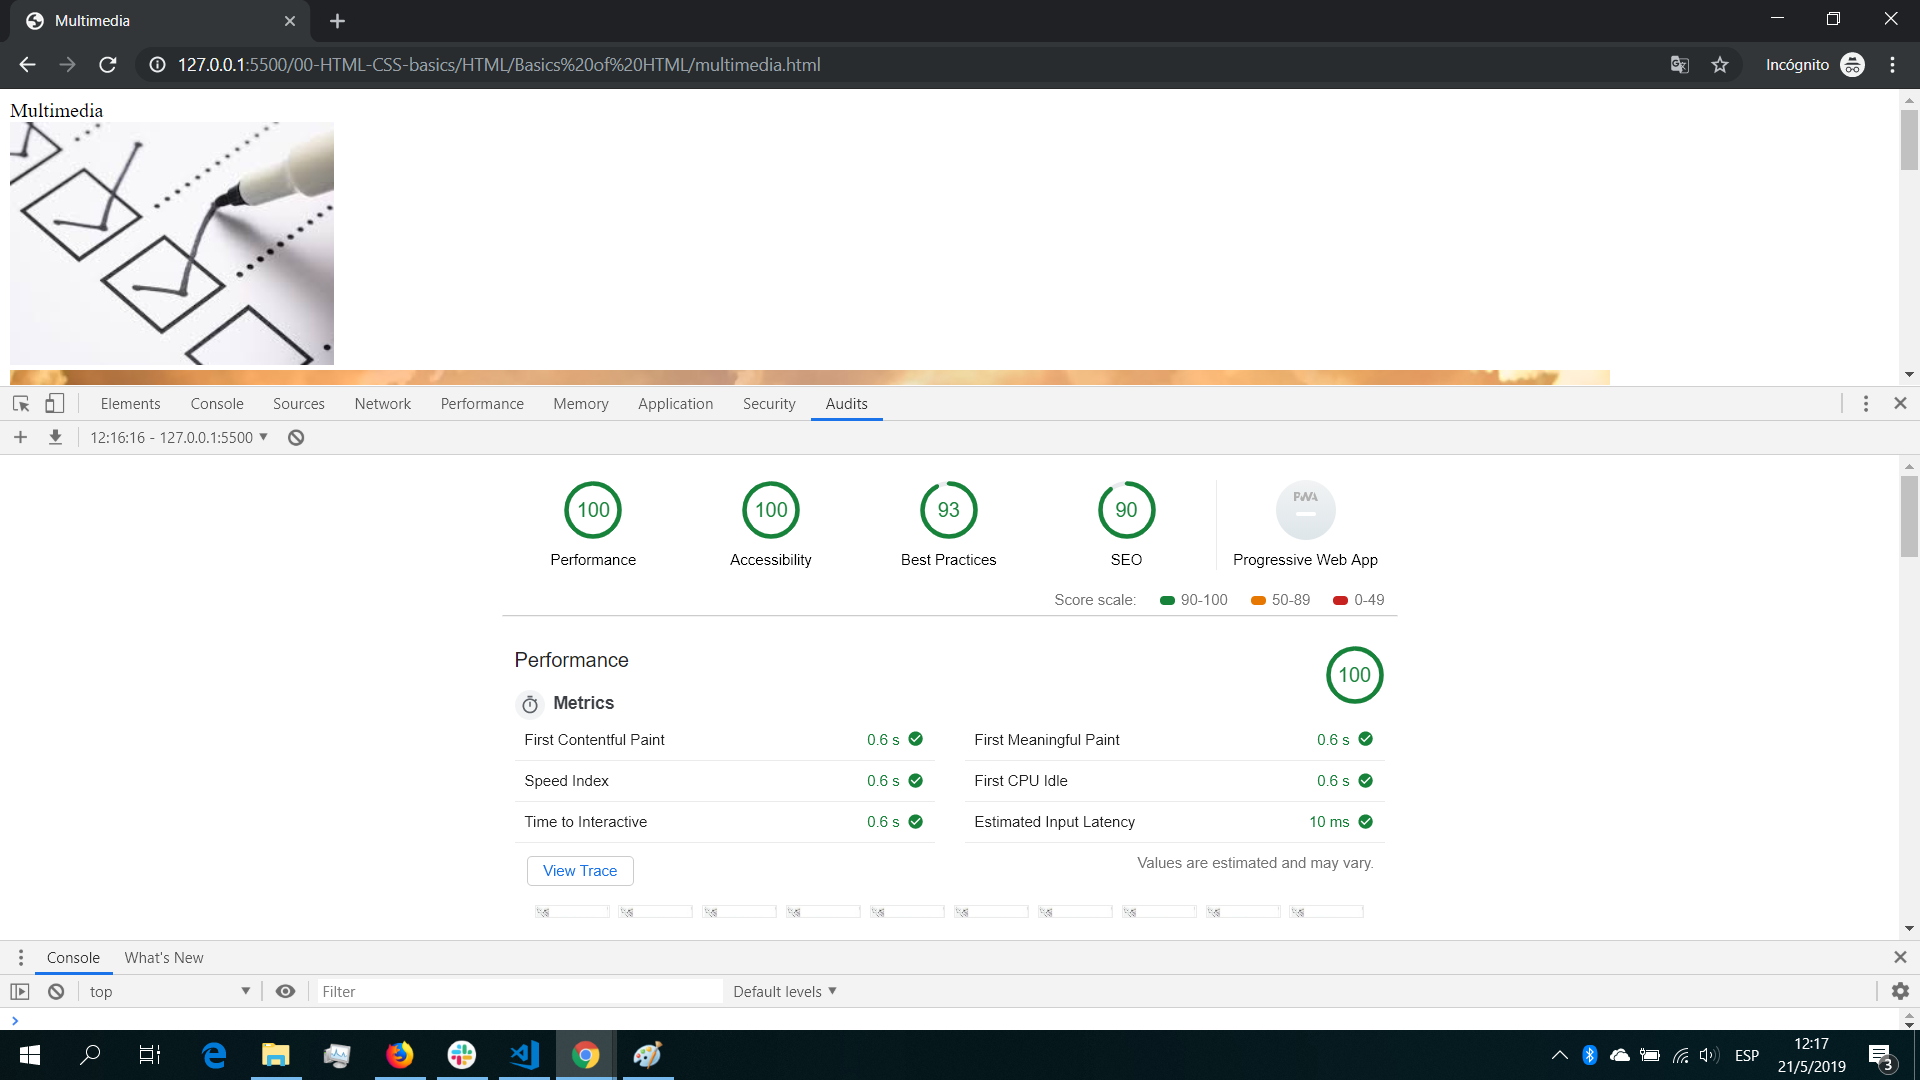 Multimedia
127.0.0.1:5500/00-HTML-CSS-basics/HTML/Basics%20of%20HTML/multimedia.html
Incógnito
Multimedia
Elements Console Sources Network Performance Memory Application Security Audits
12:16:16 - 127.0.0.1:5500
100 100 93 90 PWA
Performance Accessibility Best Practices SEO Progressive Web App
Score scale: 90-100 50-89 0-49
Performance
100
Metrics
First Contentful Paint 0.6 s
First Meaningful Paint 0.6 s
Speed Index 0.6 s
First CPU Idle 0.6 s
Time to Interactive 0.6 s
Estimated Input Latency 10 ms
View Trace
Values are estimated and may vary.
Console What's New
top Filter Default levels
ESP
12:17
21/5/2019
3